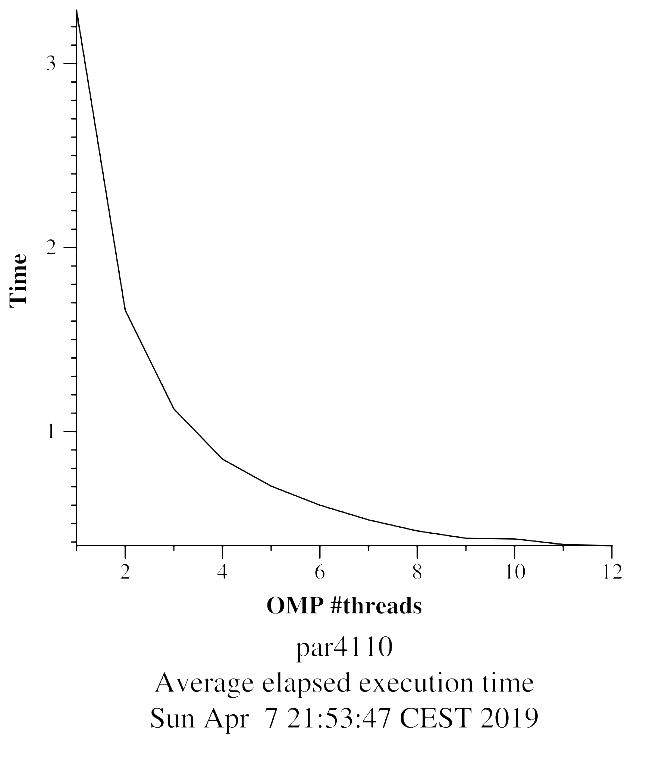 3
2
1
Time
2 4 6 8 10 12
OMP #threads
par4110
Average elapsed execution time
Sun Apr  7 21:53:47 CEST 2019